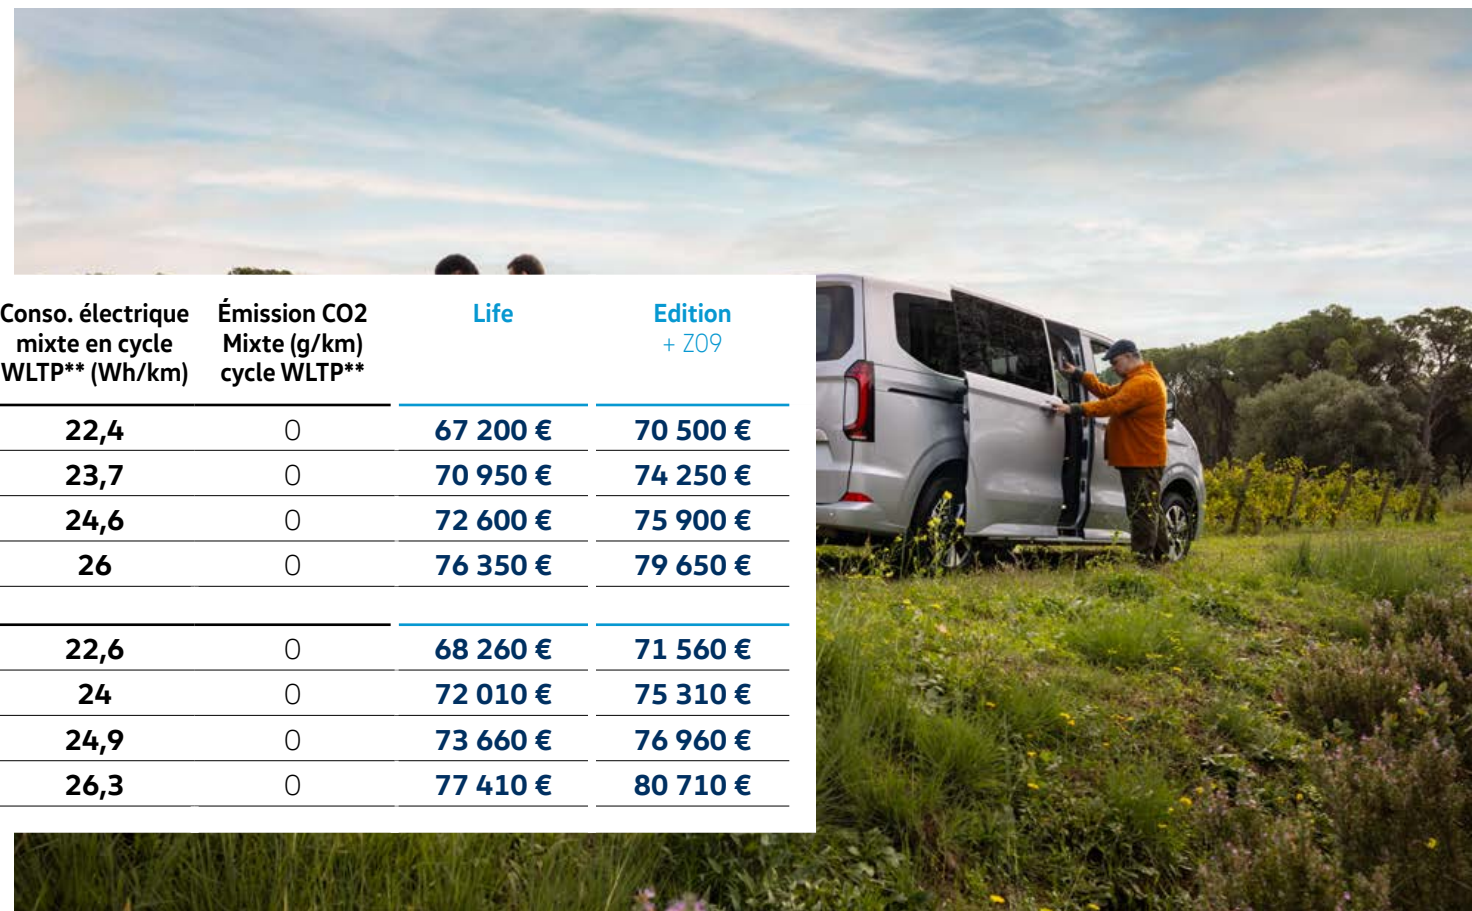 Conso. électrique
mixte en cycle
WLTP** (Wh/km)
Émission CO2
Mixte (g/km)
cycle WLTP**
Life
Edition
+ Z09
22,4 0 67 200 € 70 500 €
23,7 0 70 950 € 74 250 €
24,6 0 72 600 € 75 900 €
26 0 76 350 € 79 650 €
22,6 0 68 260 € 71 560 €
24 0 72 010 € 75 310 €
24,9 0 73 660 € 76 960 €
26,3 0 77 410 € 80 710 €